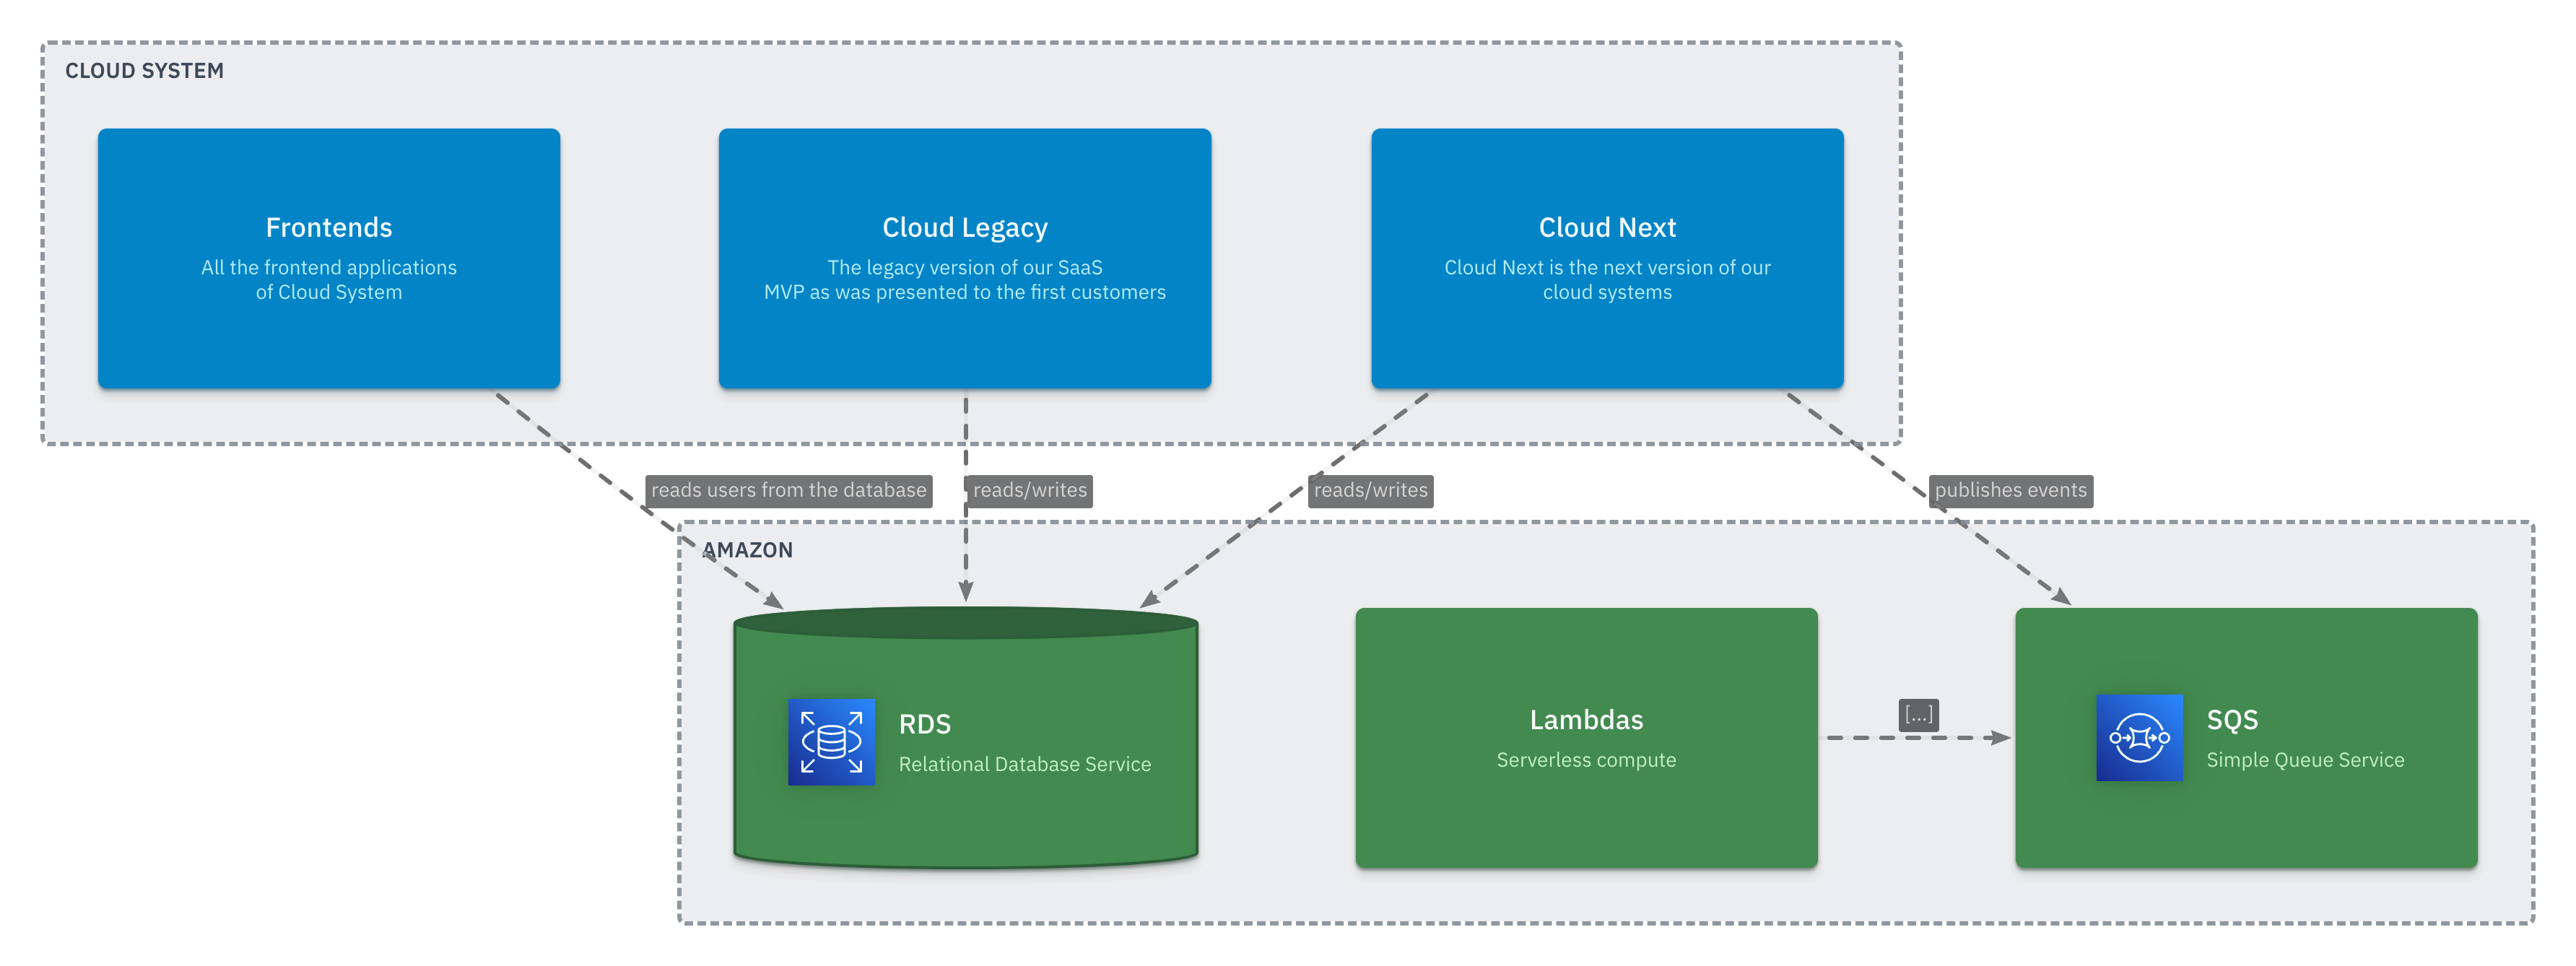 CLOUD SYSTEM
Frontends
All the frontend applications
of Cloud System
Cloud Legacy
The legacy version of our SaaS
MVP as was presented to the first customers
Cloud Next
Cloud Next is the next version of our
cloud systems
reads users from the database
reads/writes
reads/writes
publishes events
AMAZON
RDS
Relational Database Service
Lambdas
Serverless compute
[...]
SQS
Simple Queue Service